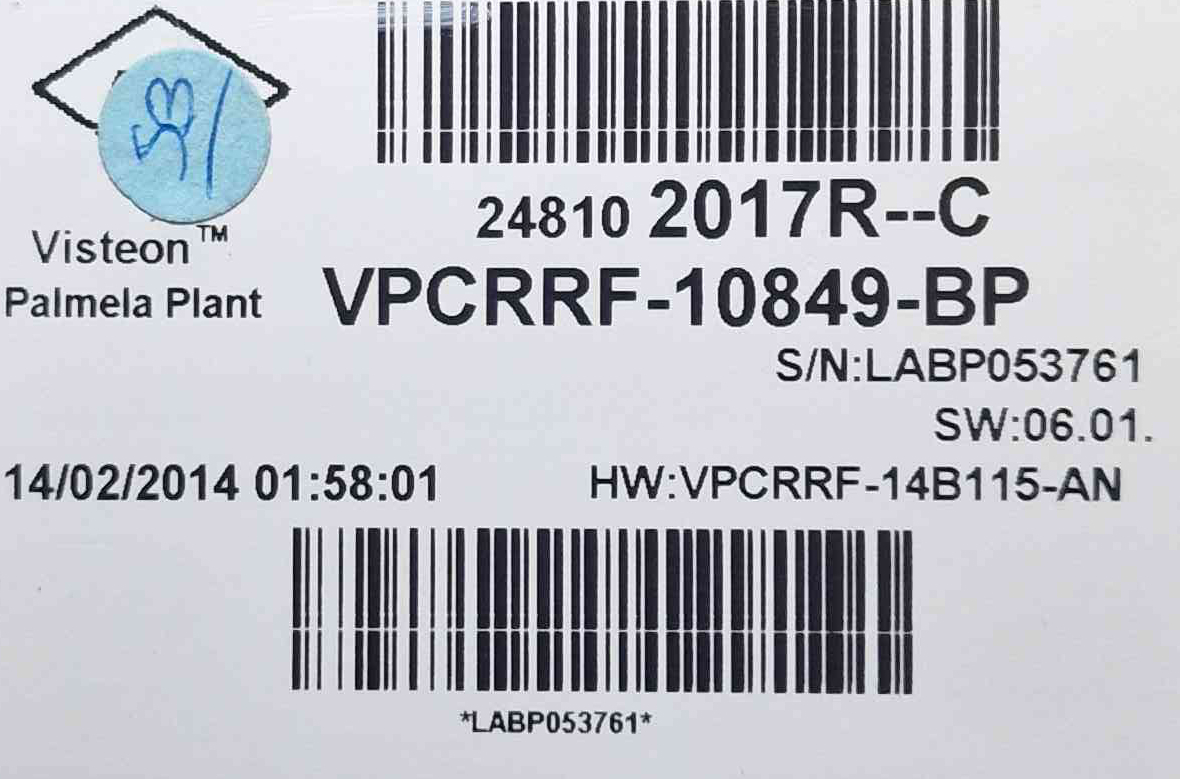 24810 2017R--C
Visteon™
Palmela Plant
VPCRRF-10849-BP
S/N:LABP053761
SW:06.01.
14/02/2014 01:58:01
HW:VPCRRF-14B115-AN
*LABP053761*